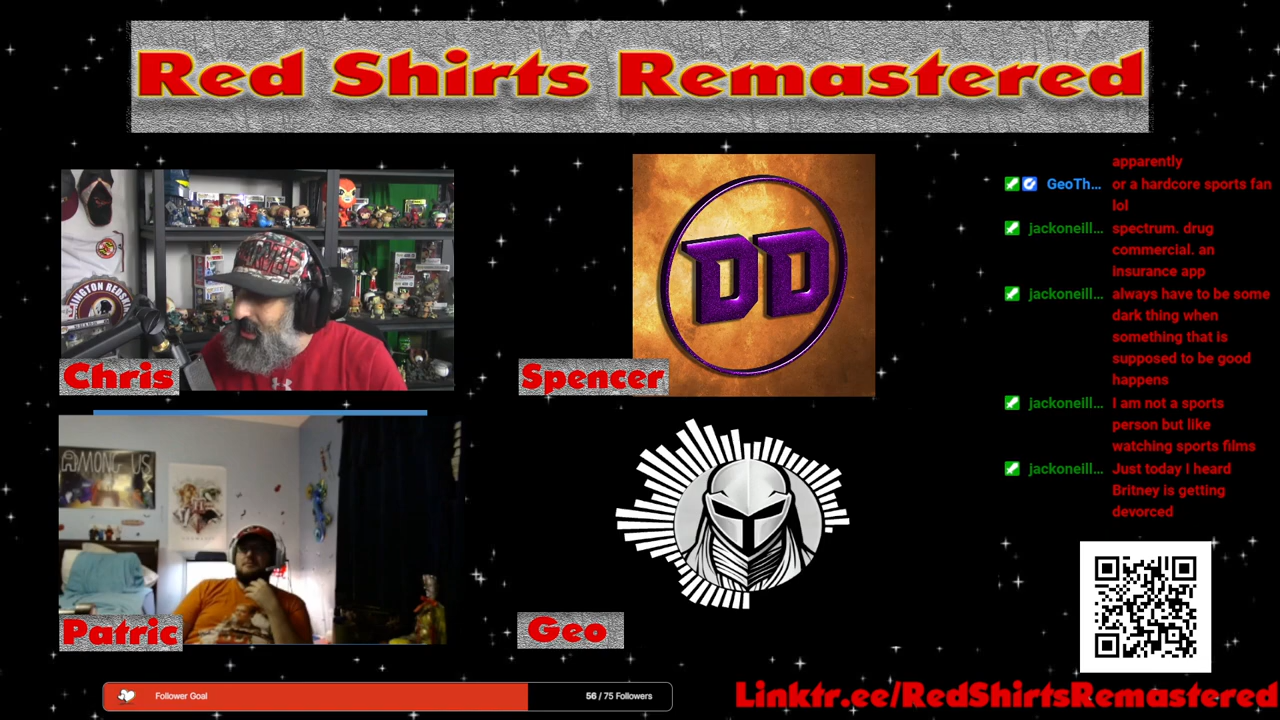 Red Shirts Remastered
apparently
GeoTh... or a hardcore sports fan
lol
jackoneill... spectrum. drug
commercial. an
insurance app
jackoneill... always have to be some
dark thing when
something that is
supposed to be good
happens
jackoneill... I am not a sports
person but like
watching sports films
jackoneill... Just today I heard
Britney is getting
devorced
Chris
DD
Spencer
AMONG US
Patric
Geo
Follower Goal
56 / 75 Followers
Linktr.ee/RedShirtsRemastered